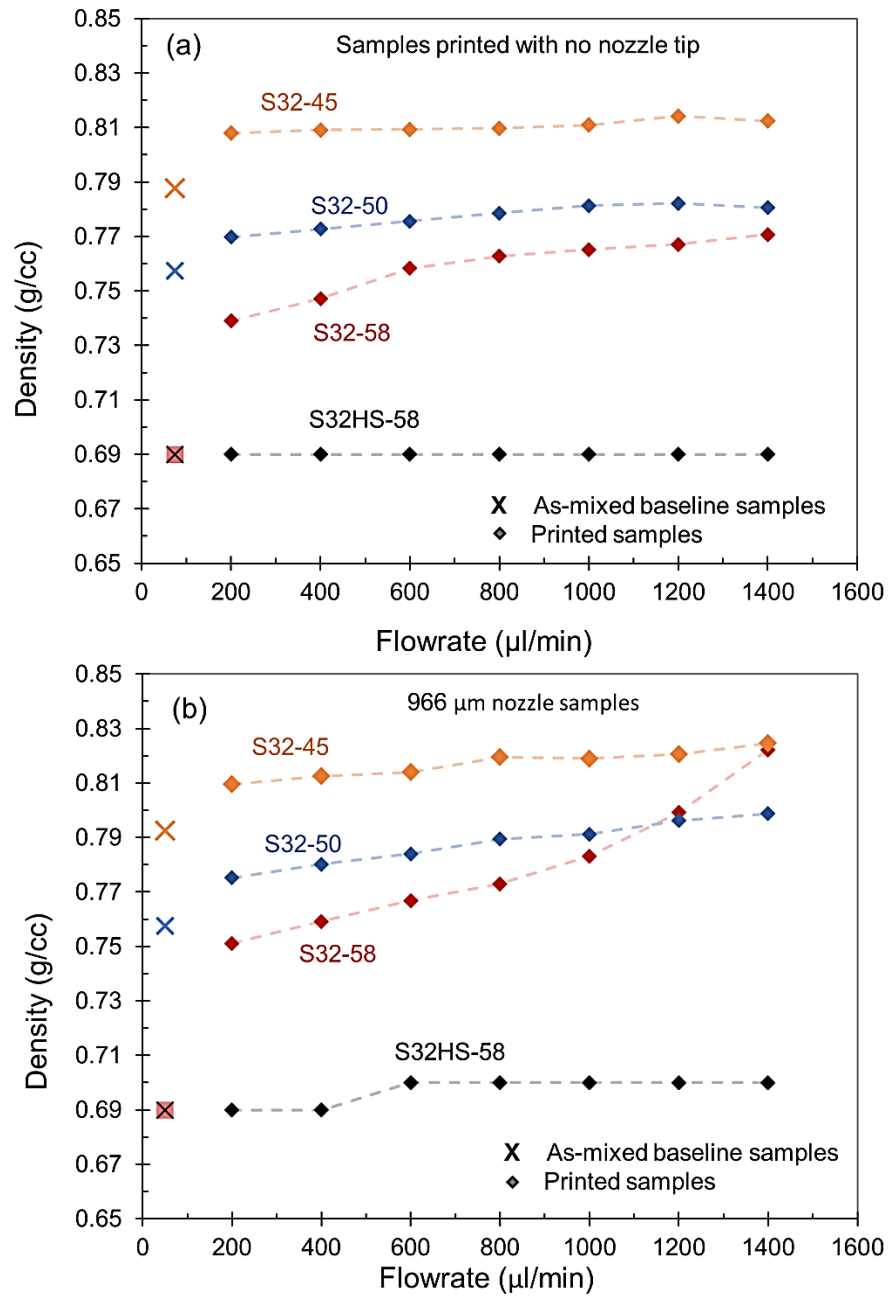 (a) Samples printed with no nozzle tip
0.85
0.83
0.81
0.79
0.77
0.75
0.73
0.71
0.69
0.67
0.65
Density (g/cc)
S32-45
S32-50
S32-58
S32HS-58
X As-mixed baseline samples
Printed samples
0 200 400 600 800 1000 1200 1400 1600
Flowrate (µl/min)
(b) 966 µm nozzle samples
0.85
0.83
0.81
0.79
0.77
0.75
0.73
0.71
0.69
0.67
0.65
Density (g/cc)
S32-45
S32-50
S32-58
S32HS-58
X As-mixed baseline samples
Printed samples
0 200 400 600 800 1000 1200 1400 1600
Flowrate (µl/min)